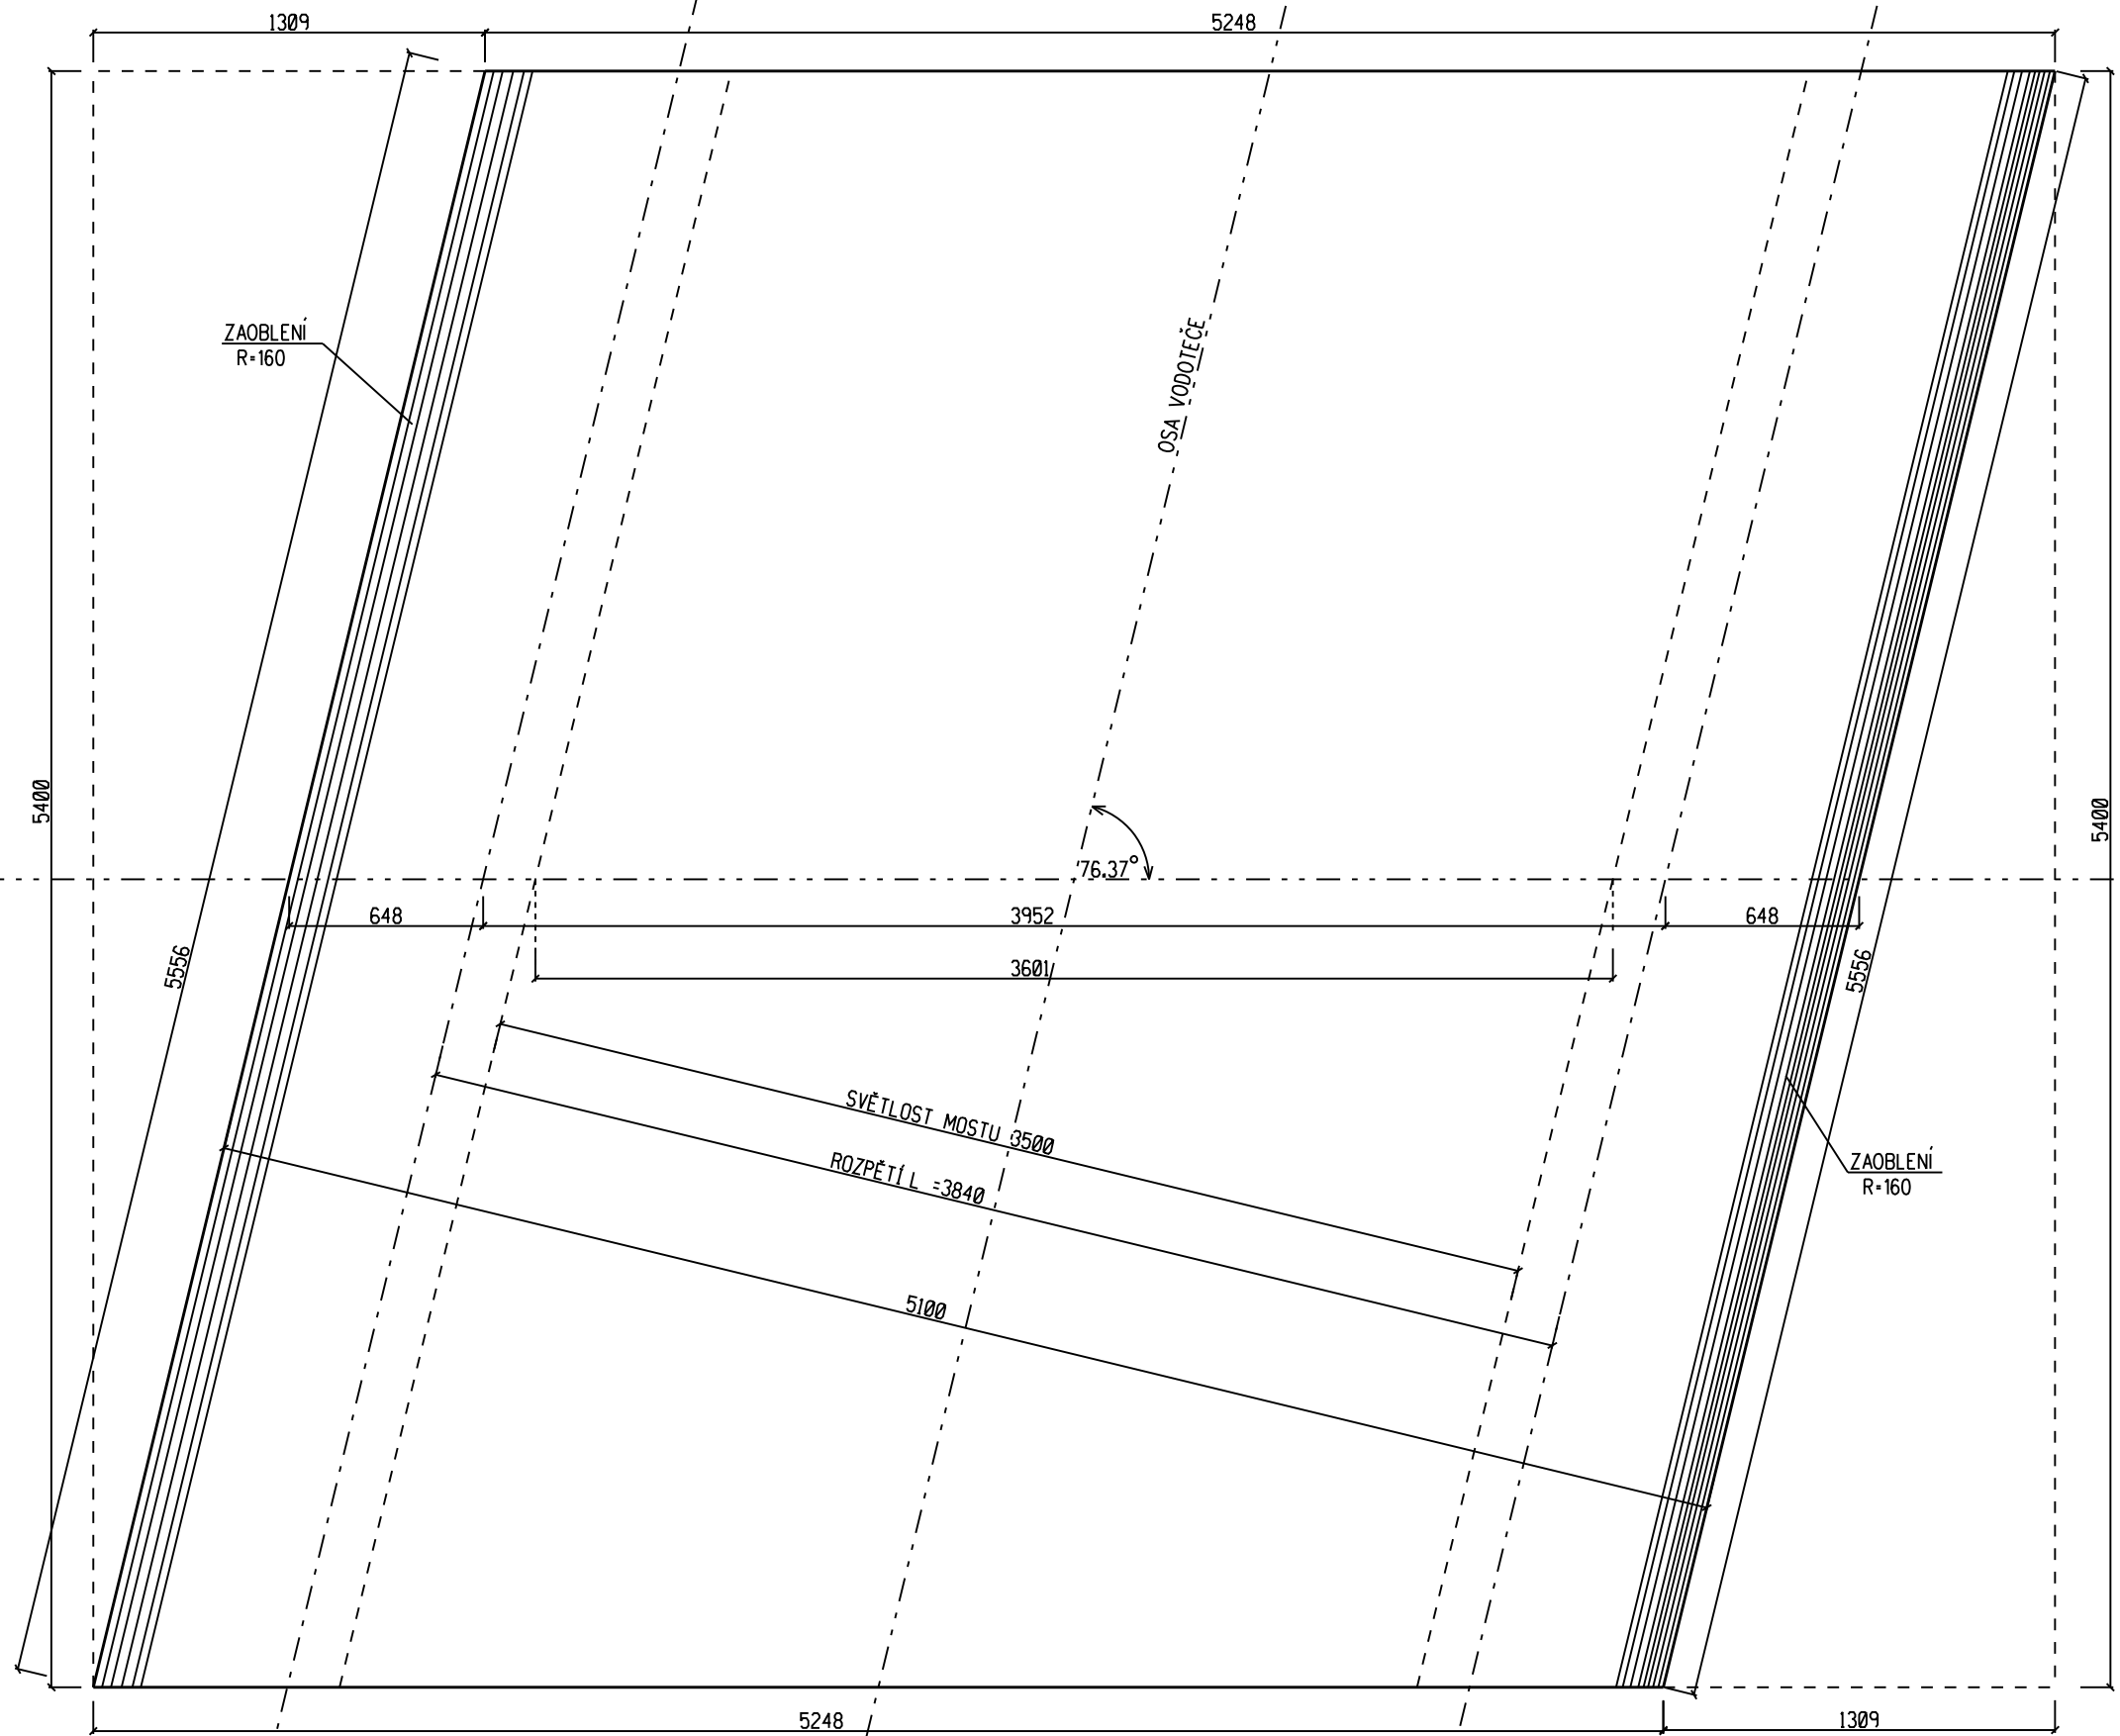 1309
5248
ZAOBLENÍ
R=160
OSA VODOTEČE
5400
5400
76.37°
648
3952
648
3601
5556
5556
SVĚTLOST MOSTU 3500
ROZPĚTÍ L =3840
ZAOBLENÍ
R=160
5100
5248
1309